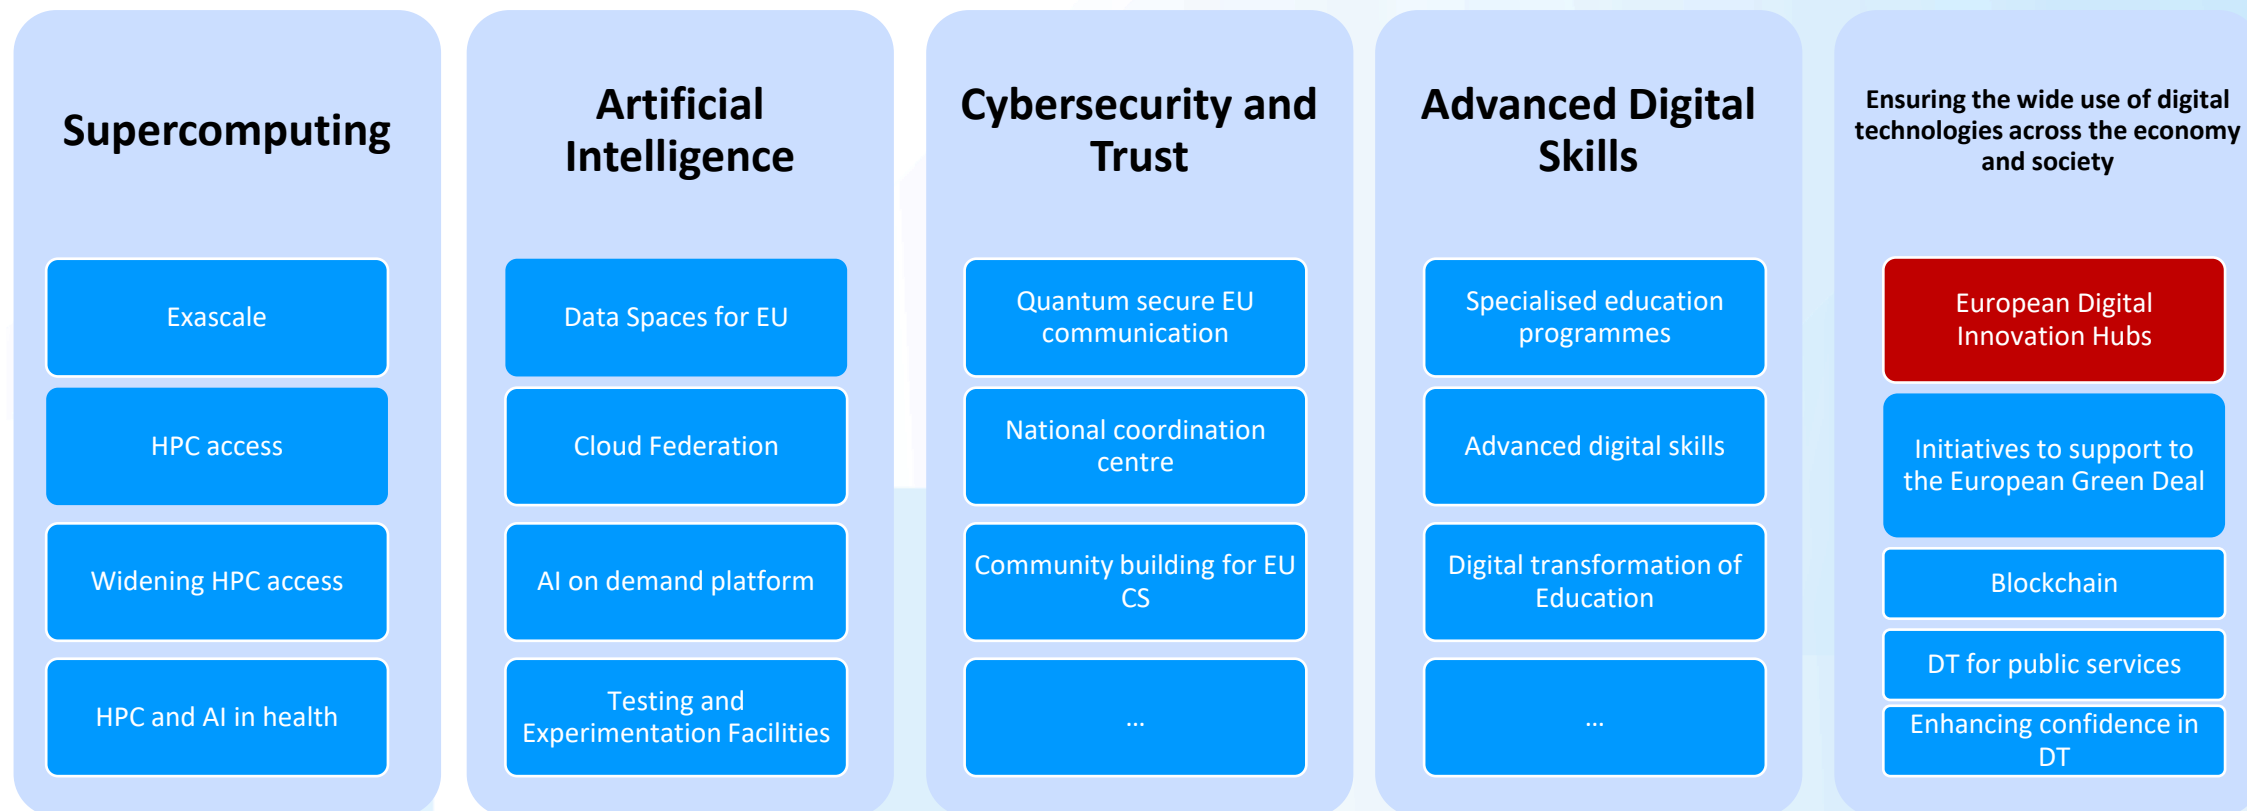 Supercomputing
Exascale
HPC access
Widening HPC access
HPC and AI in health
Artificial
Intelligence
Data Spaces for EU
Cloud Federation
AI on demand platform
Testing and
Experimentation Facilities
Cybersecurity and
Trust
Quantum secure EU
communication
National coordination
centre
Community building for EU
CS
...
Advanced Digital
Skills
Specialised education
programmes
Advanced digital skills
Digital transformation of
Education
...
Ensuring the wide use of digital
technologies across the economy
and society
European Digital
Innovation Hubs
Initiatives to support to
the European Green Deal
Blockchain
DT for public services
Enhancing confidence in
DT